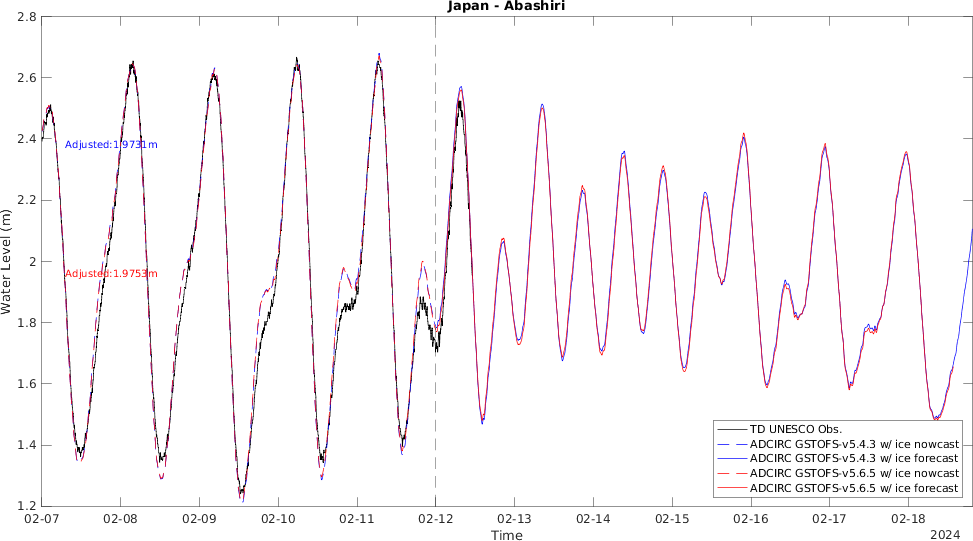 Japan - Abashiri
2.8
2.6
2.4
2.2
2
1.8
1.6
1.4
1.2
Water Level (m)
Adjusted:1.9731m
Adjusted:1.9753m
TD UNESCO Obs.
ADCIRC GSTOFS-v5.4.3 w/ ice nowcast
ADCIRC GSTOFS-v5.4.3 w/ ice forecast
ADCIRC GSTOFS-v5.6.5 w/ ice nowcast
ADCIRC GSTOFS-v5.6.5 w/ ice forecast
02-07 02-08 02-09 02-10 02-11 02-12 02-13 02-14 02-15 02-16 02-17 02-18
Time
2024